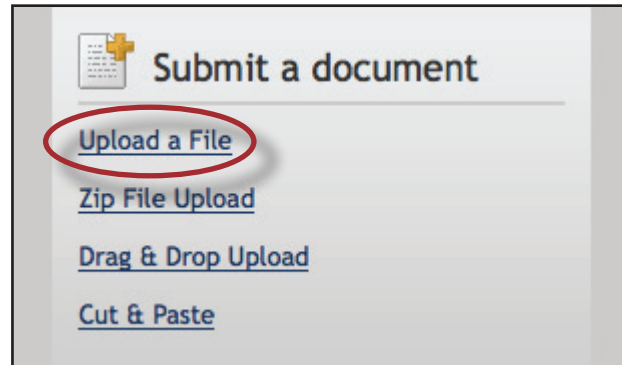 Submit a document
Upload a File
Zip File Upload
Drag & Drop Upload
Cut & Paste